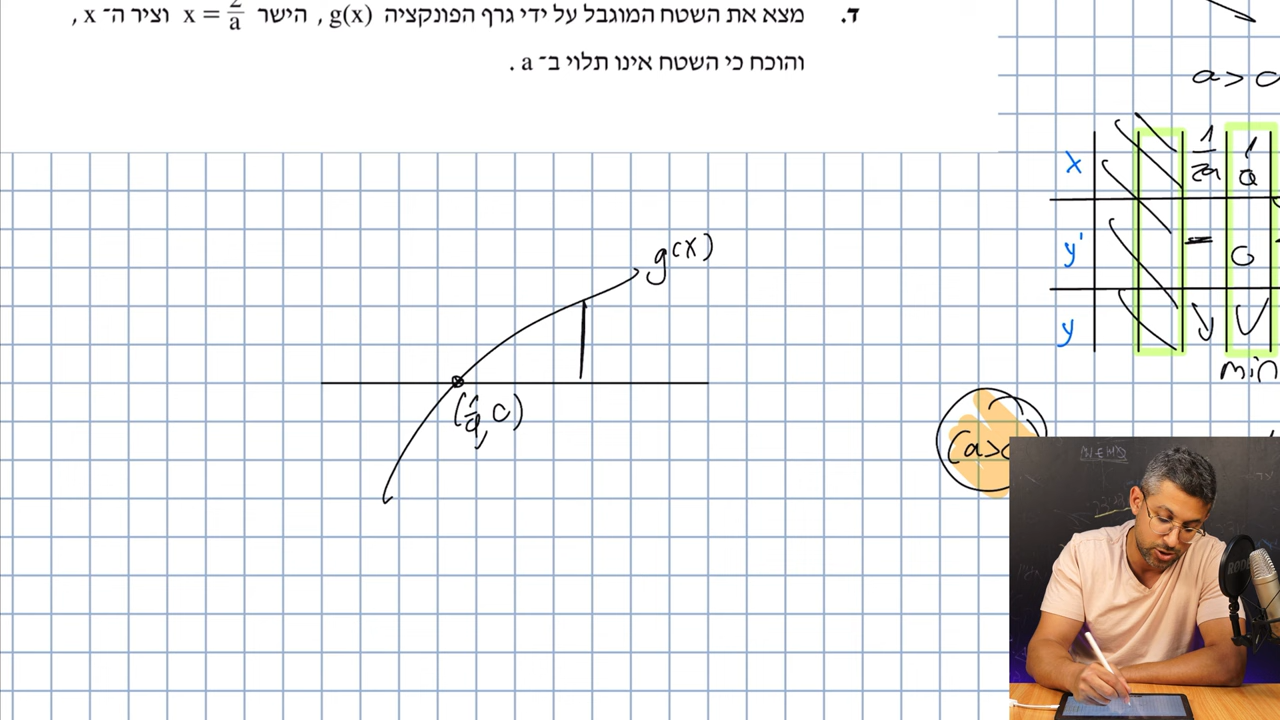 ד. מצא את השטח המוגבל על ידי גרף הפונקציה g(x) , הישר x = 2/a וציר ה־ x ,
והוכח כי השטח אינו תלוי ב־ a .
a > 0
x 1/2a 1/a
y' − 0
y ↘
min
g(x)
(1/a, 0)
(a>0
RODE